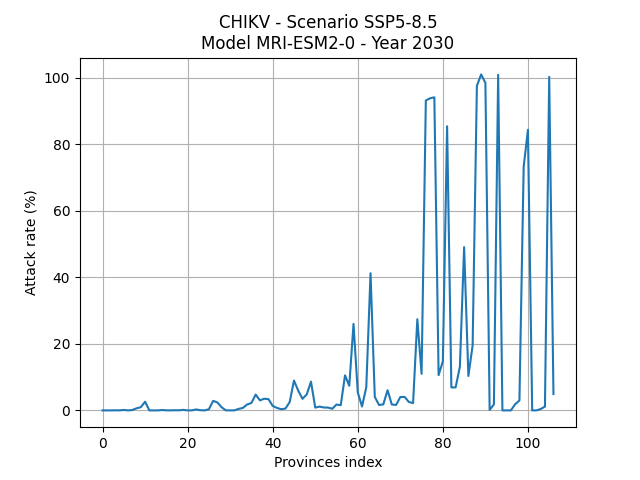 CHIKV - Scenario SSP5-8.5
Model MRI-ESM2-0 - Year 2030
100
80
60
40
20
0
Attack rate (%)
0 20 40 60 80 100
Provinces index